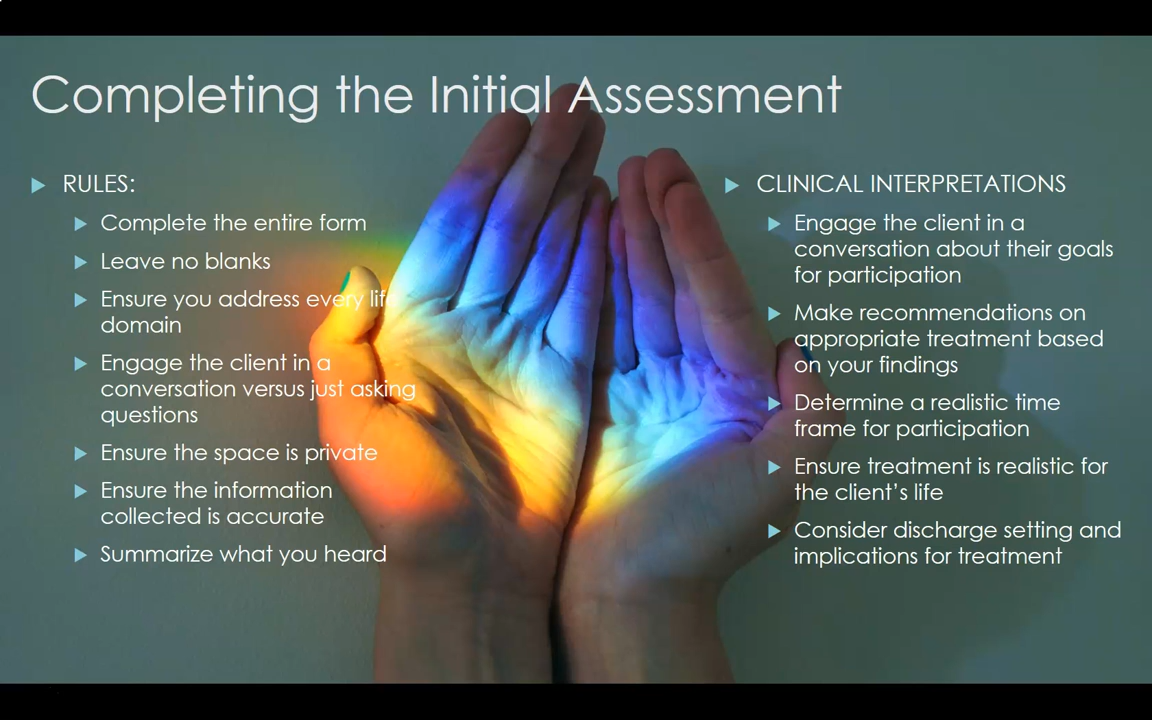 Completing the Initial Assessment
RULES:
Complete the entire form
Leave no blanks
Ensure you address every life
domain
Engage the client in a
conversation versus just asking
questions
Ensure the space is private
Ensure the information
collected is accurate
Summarize what you heard
CLINICAL INTERPRETATIONS
Engage the client in a
conversation about their goals
for participation
Make recommendations on
appropriate treatment based
on your findings
Determine a realistic time
frame for participation
Ensure treatment is realistic for
the client’s life
Consider discharge setting and
implications for treatment